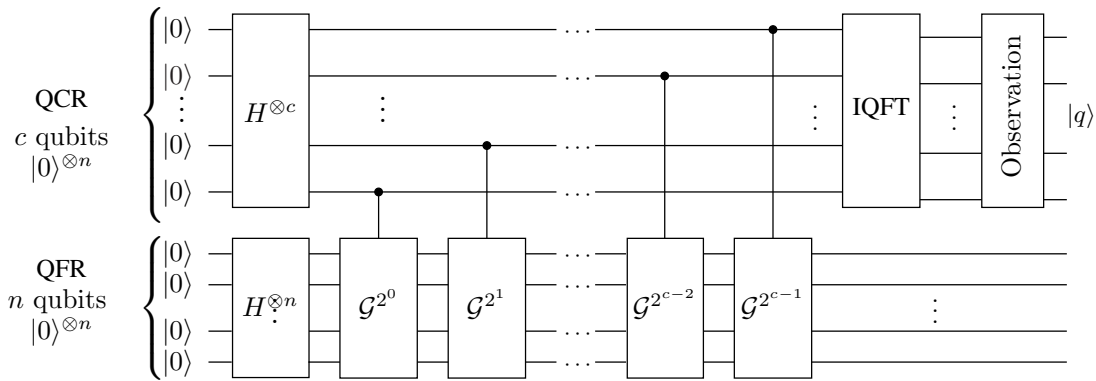 |0⟩
|0⟩
QCR
c qubits
|0⟩^{⊗n}
⋮
|0⟩
|0⟩
H^{⊗c}
⋮
...
...
...
...
⋮
IQFT
⋮
Observation
|q⟩
QFR
n qubits
|0⟩^{⊗n}
|0⟩
|0⟩
|0⟩
|0⟩
H^{⊗n}
⋮
𝒢^{2^0}
𝒢^{2^1}
...
...
...
...
𝒢^{2^{c−2}}
𝒢^{2^{c−1}}
⋮